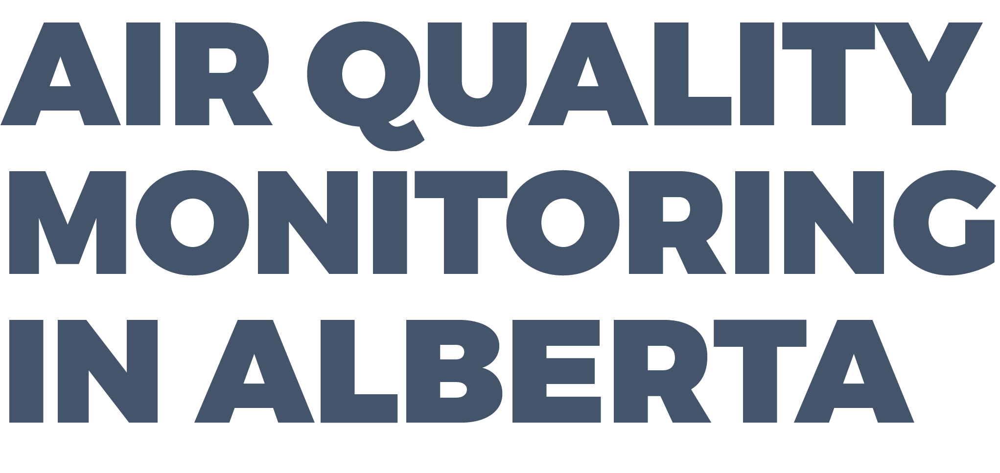 AIR QUALITY
MONITORING
IN ALBERTA